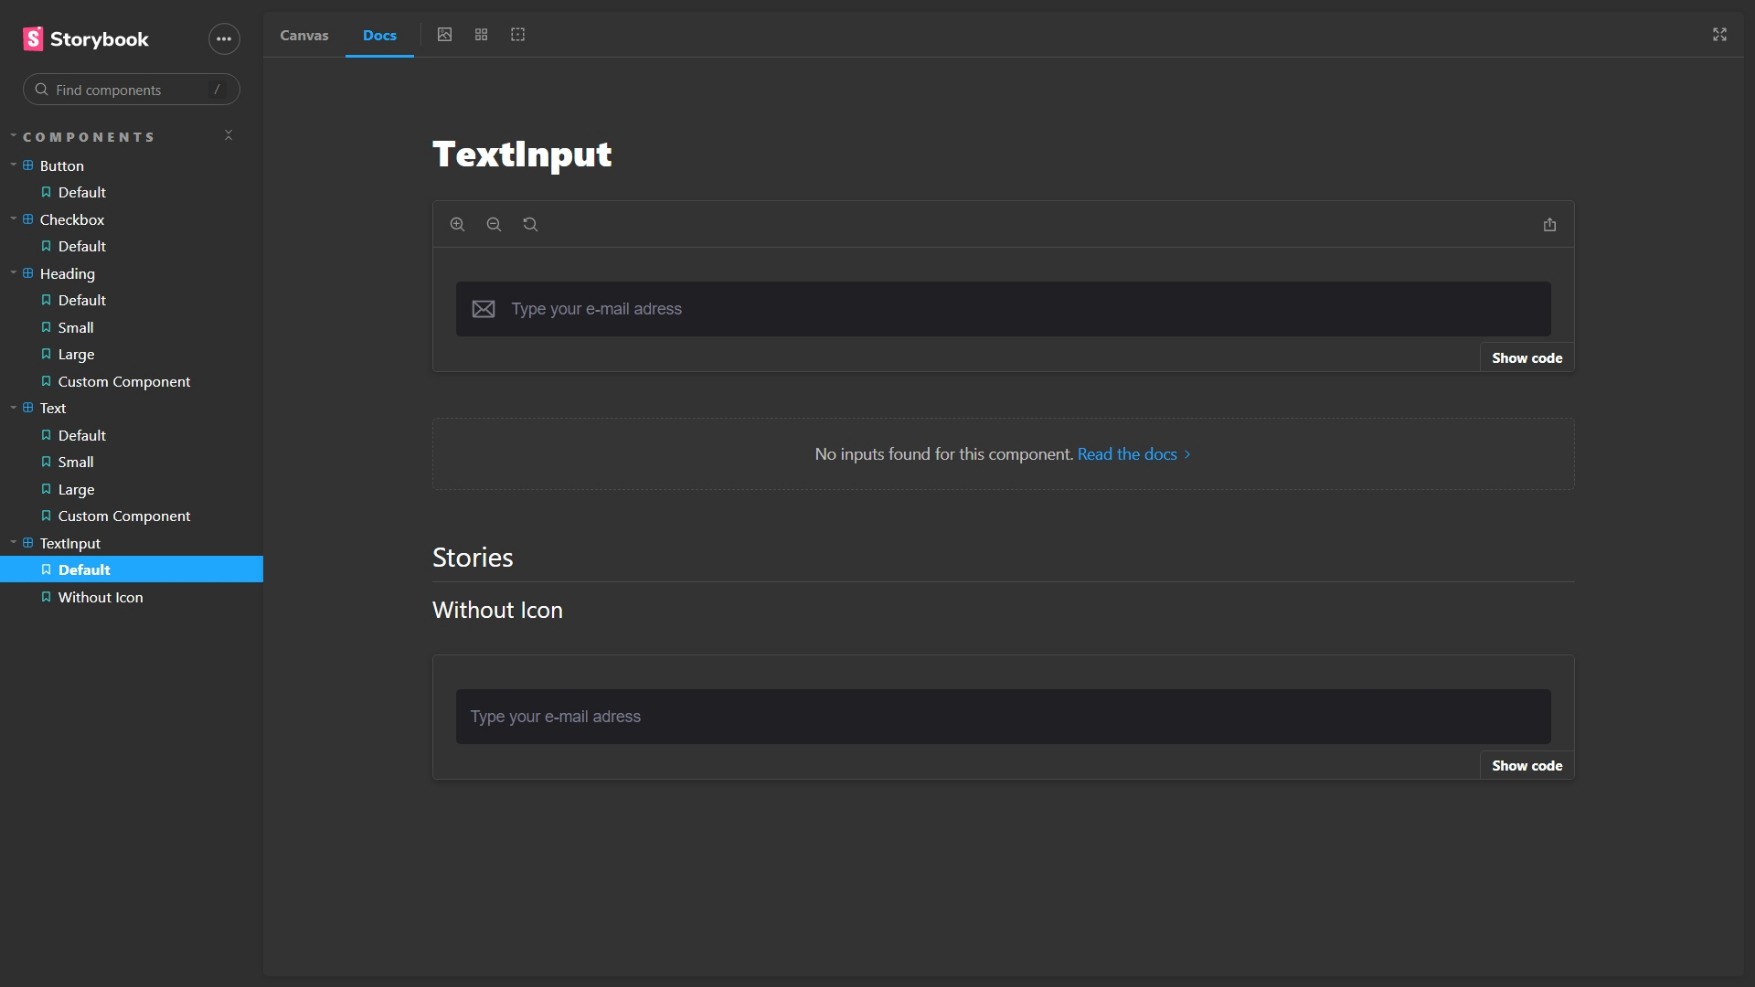 Storybook
Find components /
COMPONENTS
Button
Default
Checkbox
Default
Heading
Default
Small
Large
Custom Component
Text
Default
Small
Large
Custom Component
TextInput
Default
Without Icon
Canvas Docs
TextInput
Type your e-mail adress
Show code
No inputs found for this component. Read the docs
Stories
Without Icon
Type your e-mail adress
Show code